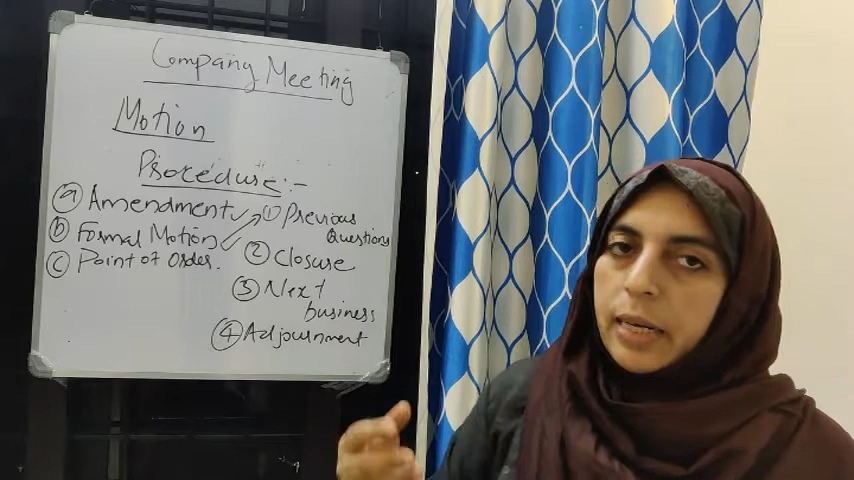 Company Meeting
Motion
Procedure :-
(a) Amendment
(b) Formal Motion
(c) Point of Order.
(1) Previous
Questions
(2) Closure
(3) Next
business
(4) Adjournment